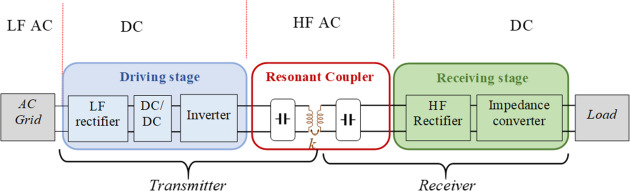 LF AC
DC
HF AC
DC
Driving stage
Resonant Coupler
Receiving stage
AC
Grid
LF
rectifier
DC/
DC
Inverter
k
HF
Rectifier
Impedance
converter
Load
Transmitter
Receiver